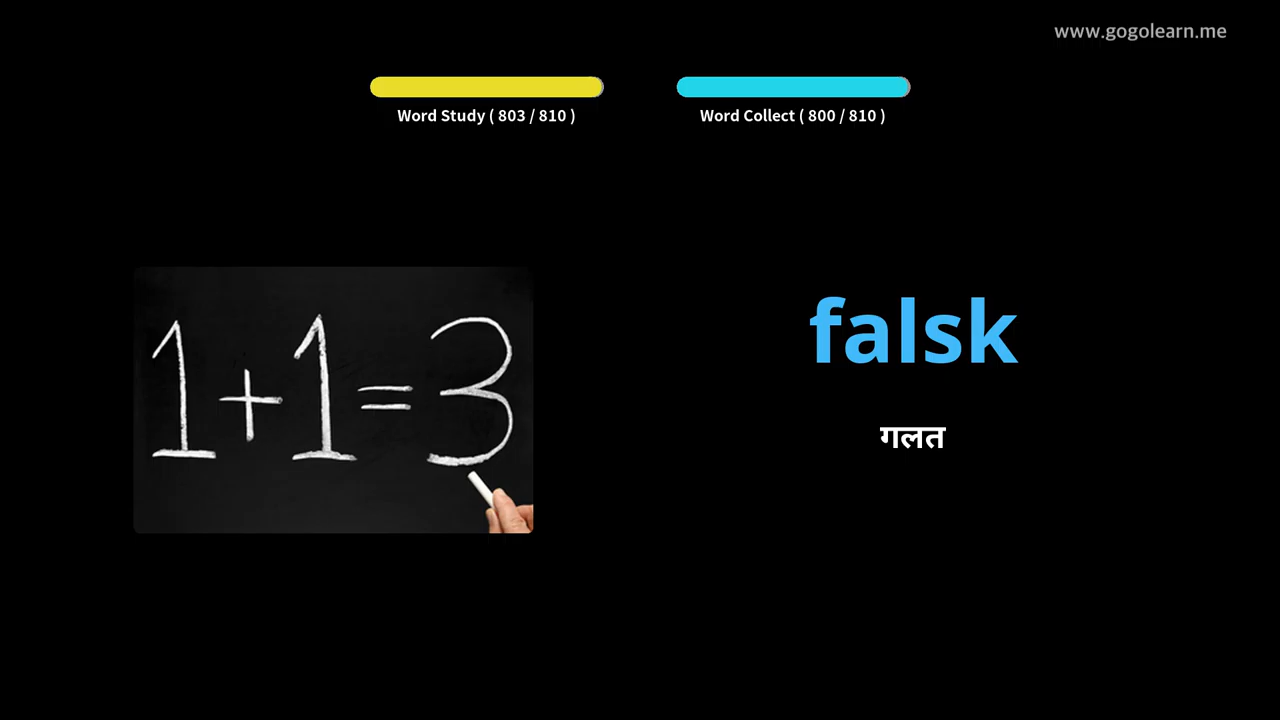 www.gogolearn.me
Word Study ( 803 / 810 )
Word Collect ( 800 / 810 )
1+1=3
falsk
गलत